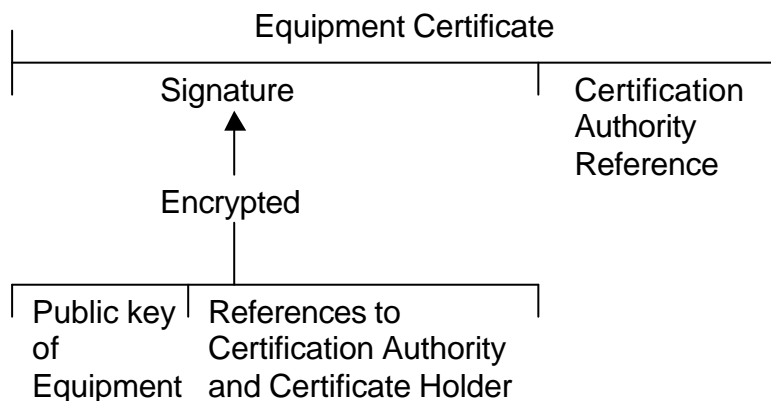 Equipment Certificate
Signature
Certification
Authority
Reference
Encrypted
Public key
of
Equipment
References to
Certification Authority
and Certificate Holder